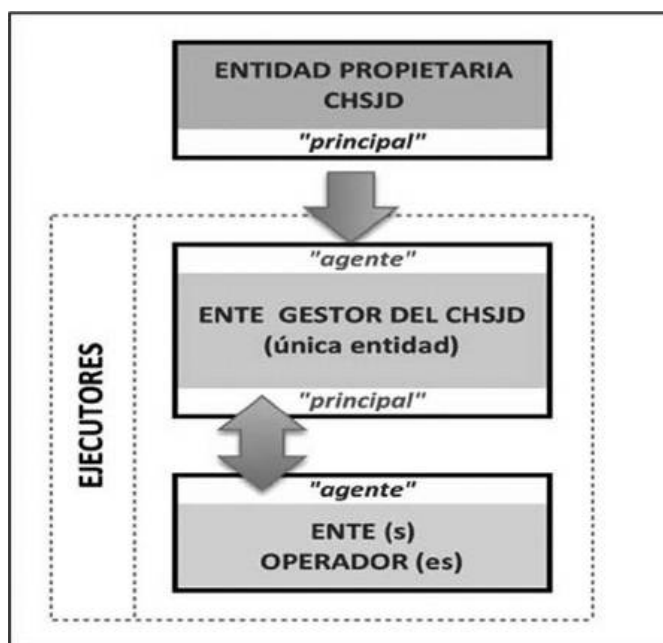 ENTIDAD PROPIETARIA
CHSJD
"principal"
"agente"
ENTE GESTOR DEL CHSJD
(única entidad)
"principal"
EJECUTORES
"agente"
ENTE (s)
OPERADOR (es)